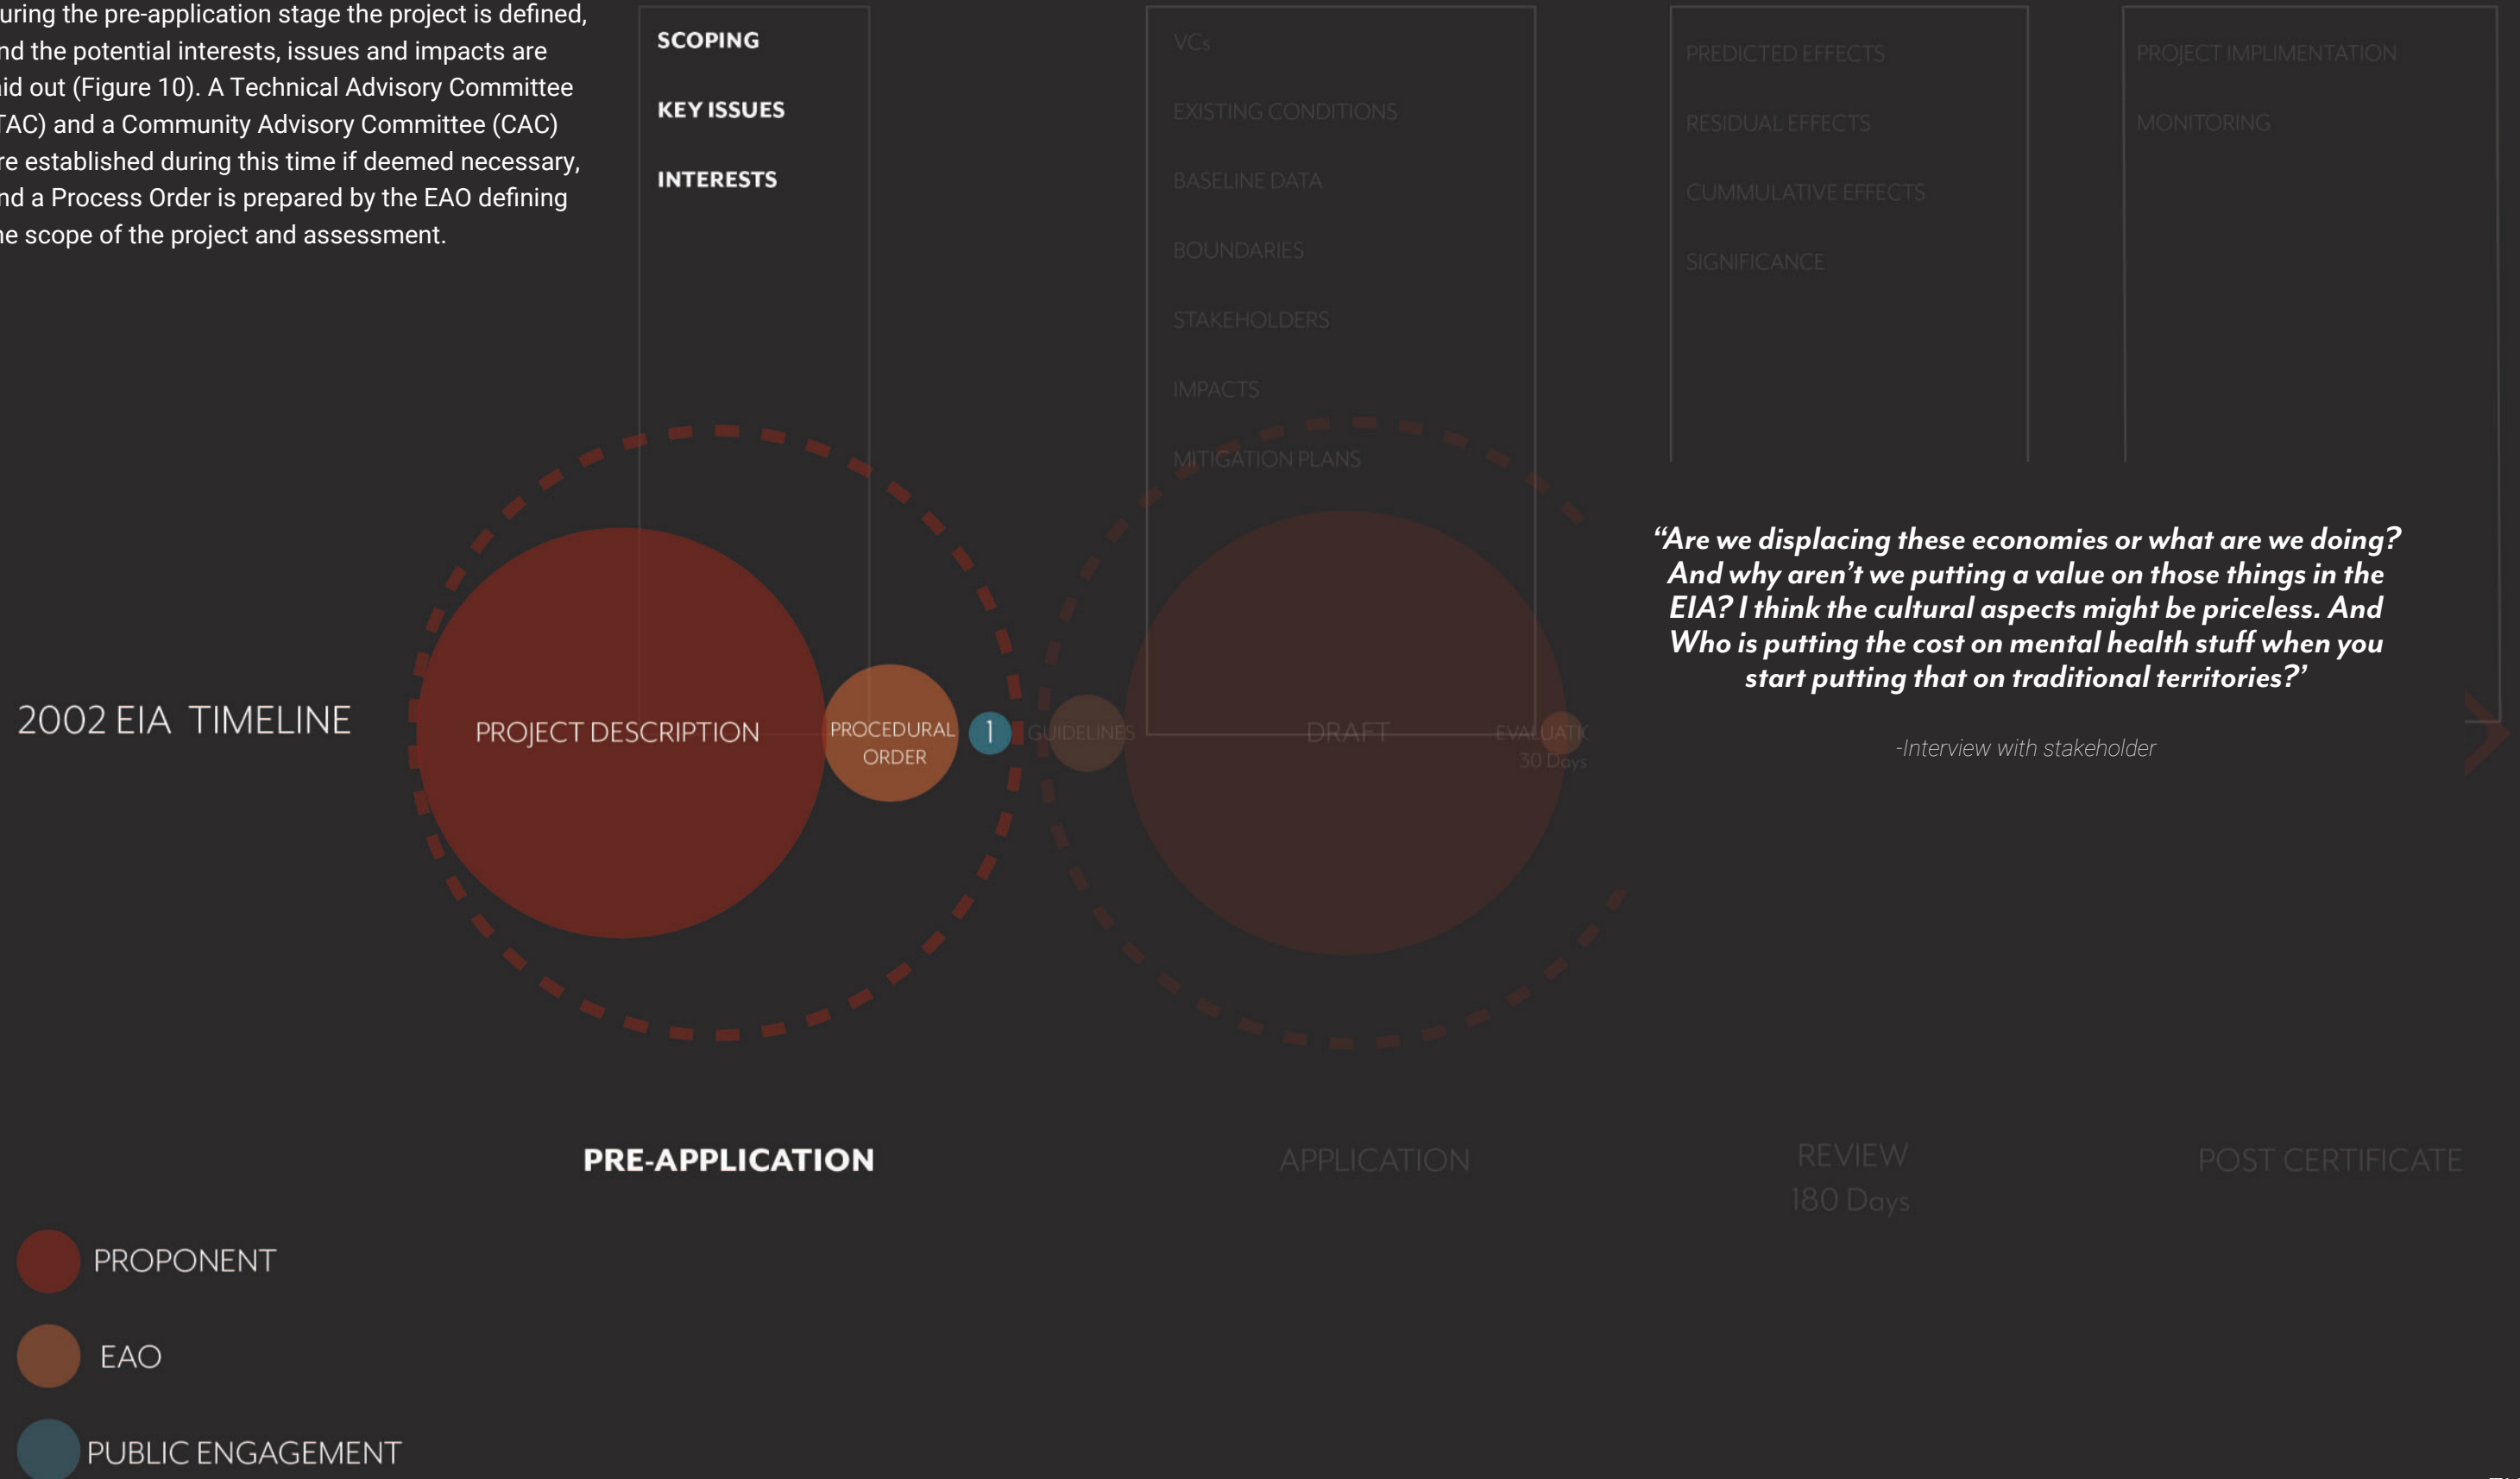 uring the pre-application stage the project is defined,
nd the potential interests, issues and impacts are
aid out (Figure 10). A Technical Advisory Committee
TAC) and a Community Advisory Committee (CAC)
re established during this time if deemed necessary,
nd a Process Order is prepared by the EAO defining
he scope of the project and assessment.
SCOPING
KEY ISSUES
INTERESTS
VCs
EXISTING CONDITIONS
BASELINE DATA
BOUNDARIES
STAKEHOLDERS
IMPACTS
MITIGATION PLANS
PREDICTED EFFECTS
RESIDUAL EFFECTS
CUMMULATIVE EFFECTS
SIGNIFICANCE
PROJECT IMPLIMENTATION
MONITORING
“Are we displacing these economies or what are we doing?
And why aren’t we putting a value on those things in the
EIA? I think the cultural aspects might be priceless. And
Who is putting the cost on mental health stuff when you
start putting that on traditional territories?’
-Interview with stakeholder
2002 EIA TIMELINE
PROJECT DESCRIPTION
PROCEDURAL
ORDER
1
GUIDELINES
DRAFT
EVALUATIO
30 Days
PRE-APPLICATION
APPLICATION
REVIEW
180 Days
POST CERTIFICATE
PROPONENT
EAO
PUBLIC ENGAGEMENT